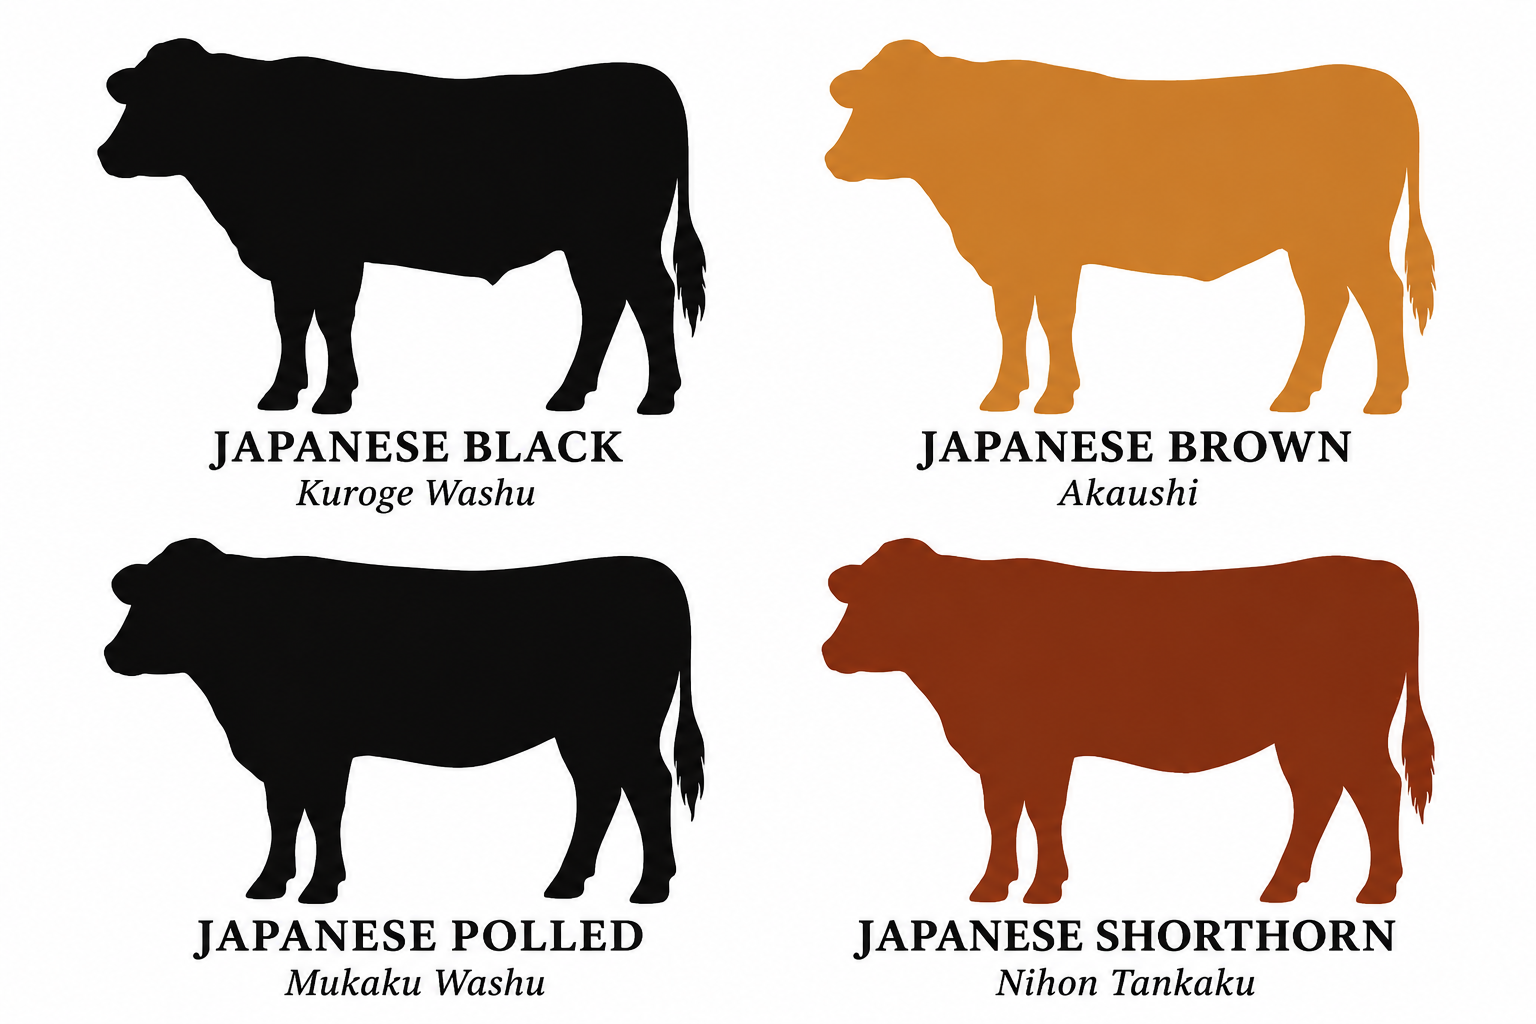 JAPANESE BLACK
Kuroge Washu
JAPANESE BROWN
Akaushi
JAPANESE POLLED
Mukaku Washu
JAPANESE SHORTHORN
Nihon Tankaku